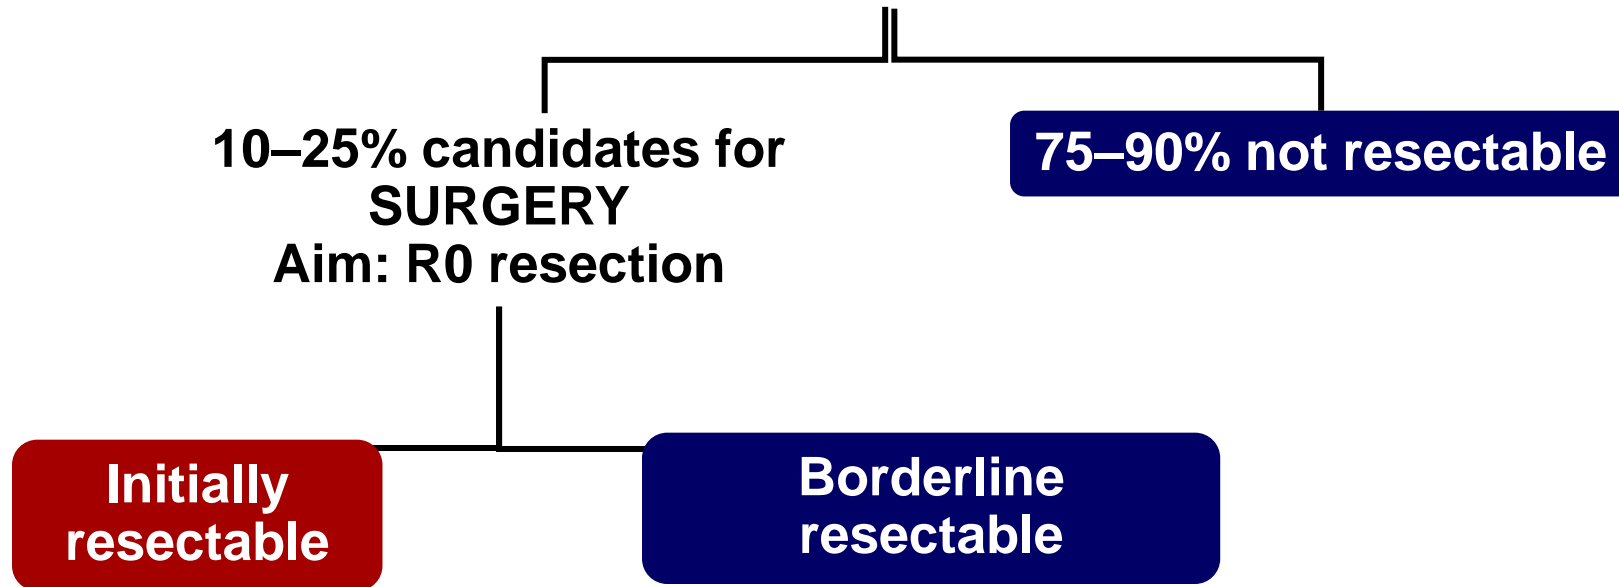 10–25% candidates for
SURGERY
Aim: R0 resection
75–90% not resectable
Initially
resectable
Borderline
resectable